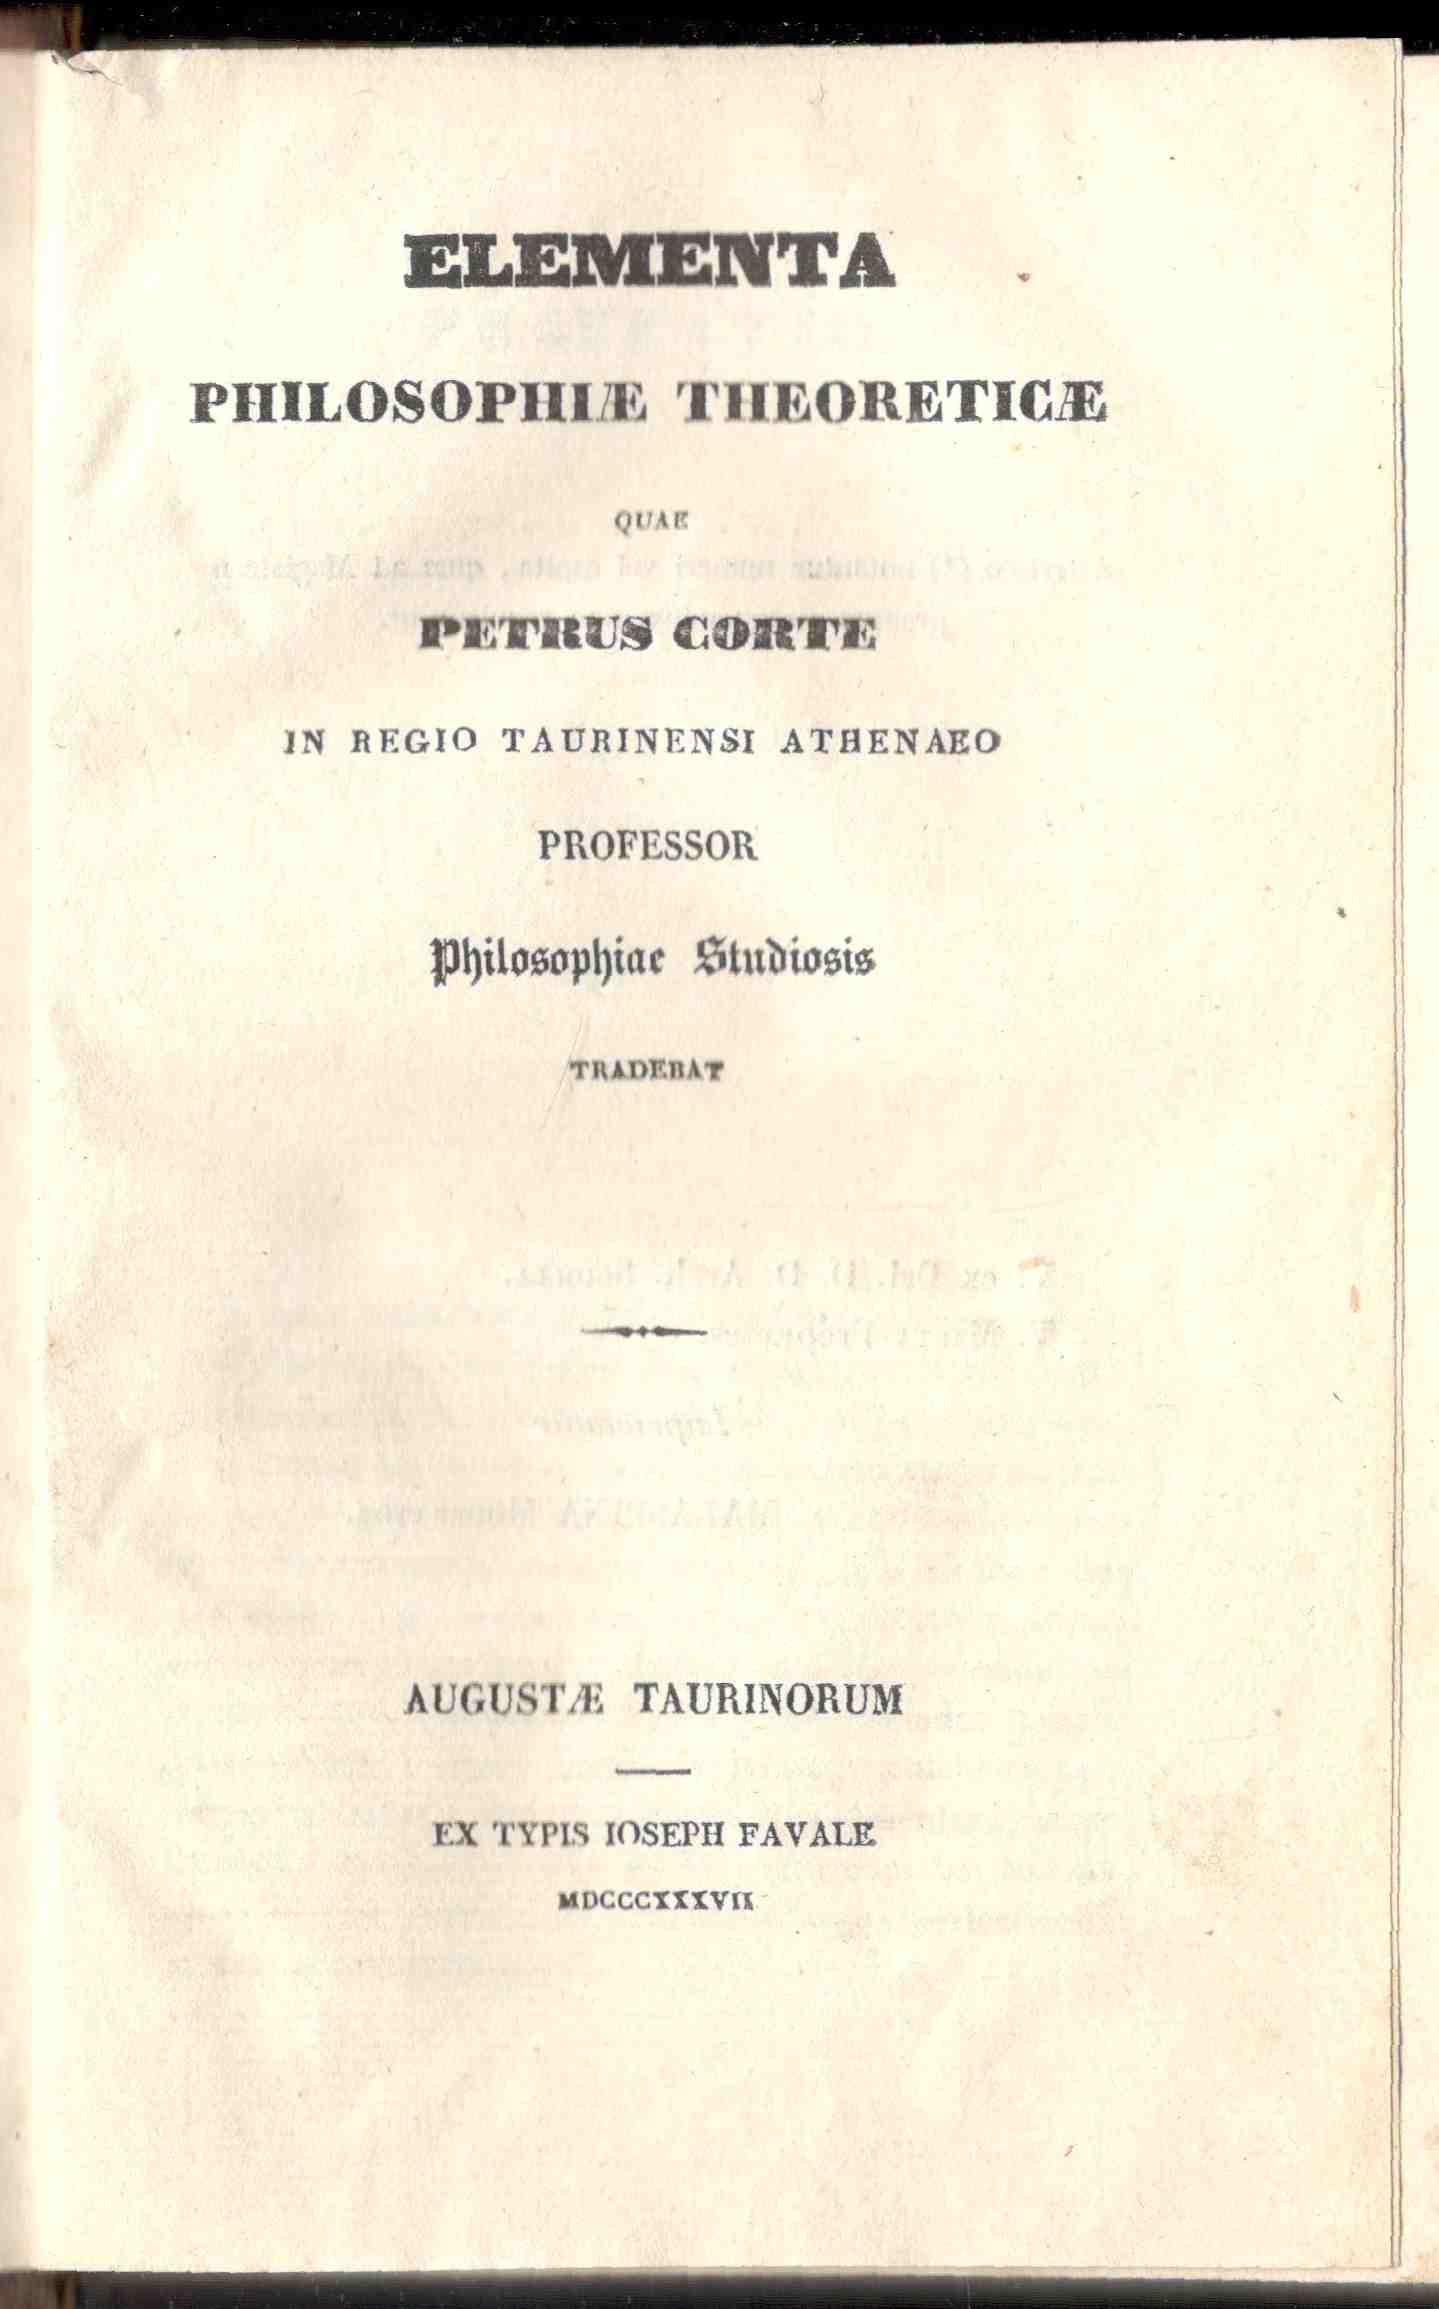 ELEMENTA
PHILOSOPHIÆ THEORETICÆ
QUAE
PETRUS CORTE
IN REGIO TAURINENSI ATHENAEO
PROFESSOR
Philosophiae Studiosis
TRADEBAT
AUGUSTÆ TAURINORUM
EX TYPIS IOSEPH FAVALE
MDCCCXXXVII